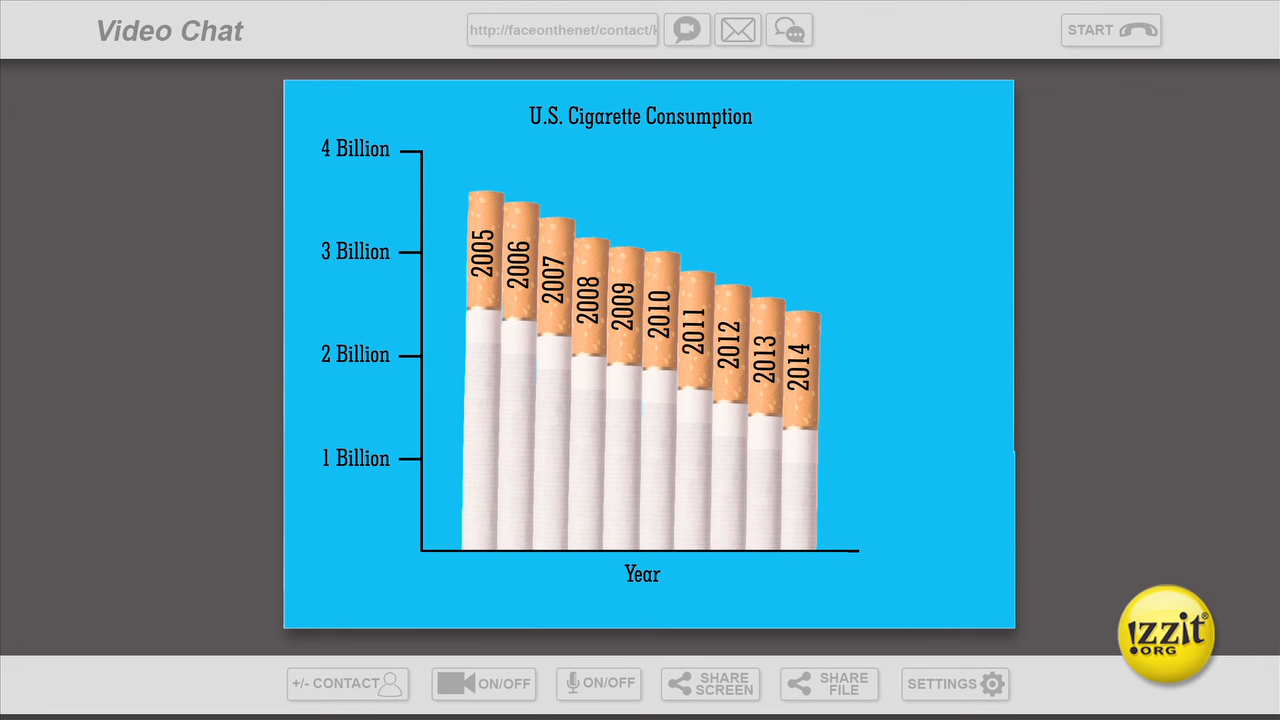 Video Chat
http://faceonthenet/contact/
START
U.S. Cigarette Consumption
4 Billion
3 Billion
2 Billion
1 Billion
2005
2006
2007
2008
2009
2010
2011
2012
2013
2014
Year
!zzit®
.ORG
+/- CONTACT
ON/OFF
ON/OFF
SHARE
SCREEN
SHARE
FILE
SETTINGS